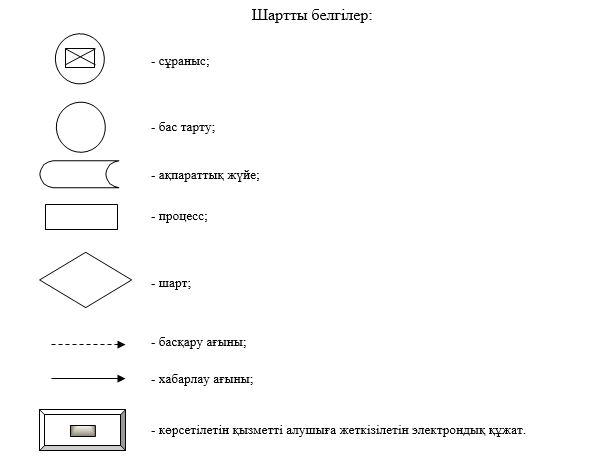 Шартты белгілер:
- сұраныс;
- бас тарту;
- ақпараттық жүйе;
- процесс;
- шарт;
- басқару ағыны;
- хабарлау ағыны;
- көрсетілетін қызметті алушыға жеткізілетін электрондық құжат.